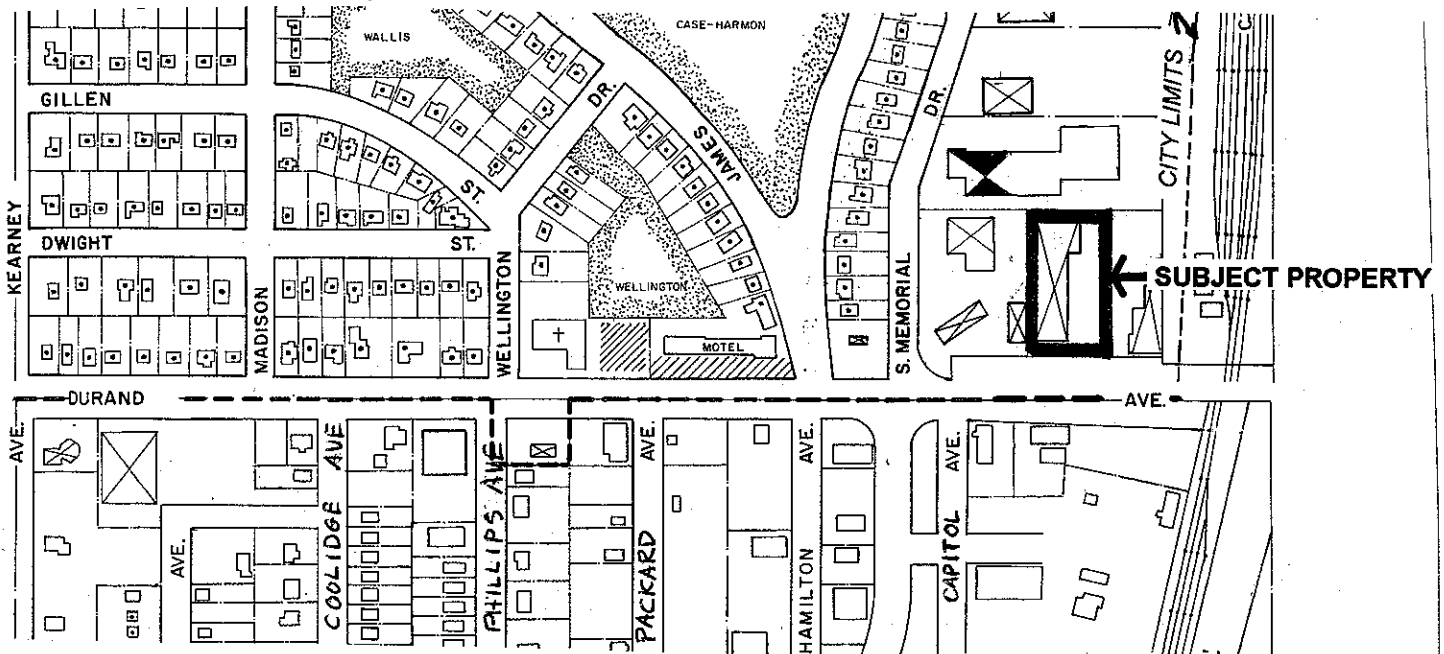 WALLIS
CASE-HARMON
GILLEN
ST.
DR.
JAMES
DR.
CITY LIMITS
KEARNEY
AVE.
DWIGHT
ST.
WELLINGTON
SUBJECT PROPERTY
MADISON
WELLINGTON
MOTEL
S. MEMORIAL
DURAND
AVE.
AVE.
COOLIDGE AVE
PHILLIPS AVE
PACKARD
AVE.
HAMILTON
AVE.
CAPITOL
AVE.